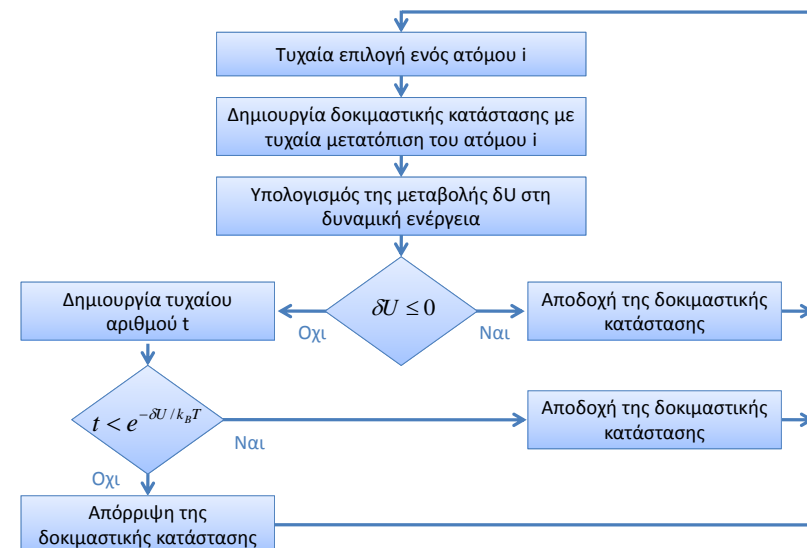 Τυχαία επιλογή ενός ατόμου i
Δημιουργία δοκιμαστικής κατάστασης με
τυχαία μετατόπιση του ατόμου i
Υπολογισμός της μεταβολής δU στη
δυναμική ενέργεια
δU ≤ 0
Οχι
Ναι
Δημιουργία τυχαίου
αριθμού t
Αποδοχή της δοκιμαστικής
κατάστασης
t < e^{-δU / k_B T}
Ναι
Οχι
Αποδοχή της δοκιμαστικής
κατάστασης
Απόρριψη της
δοκιμαστικής κατάστασης